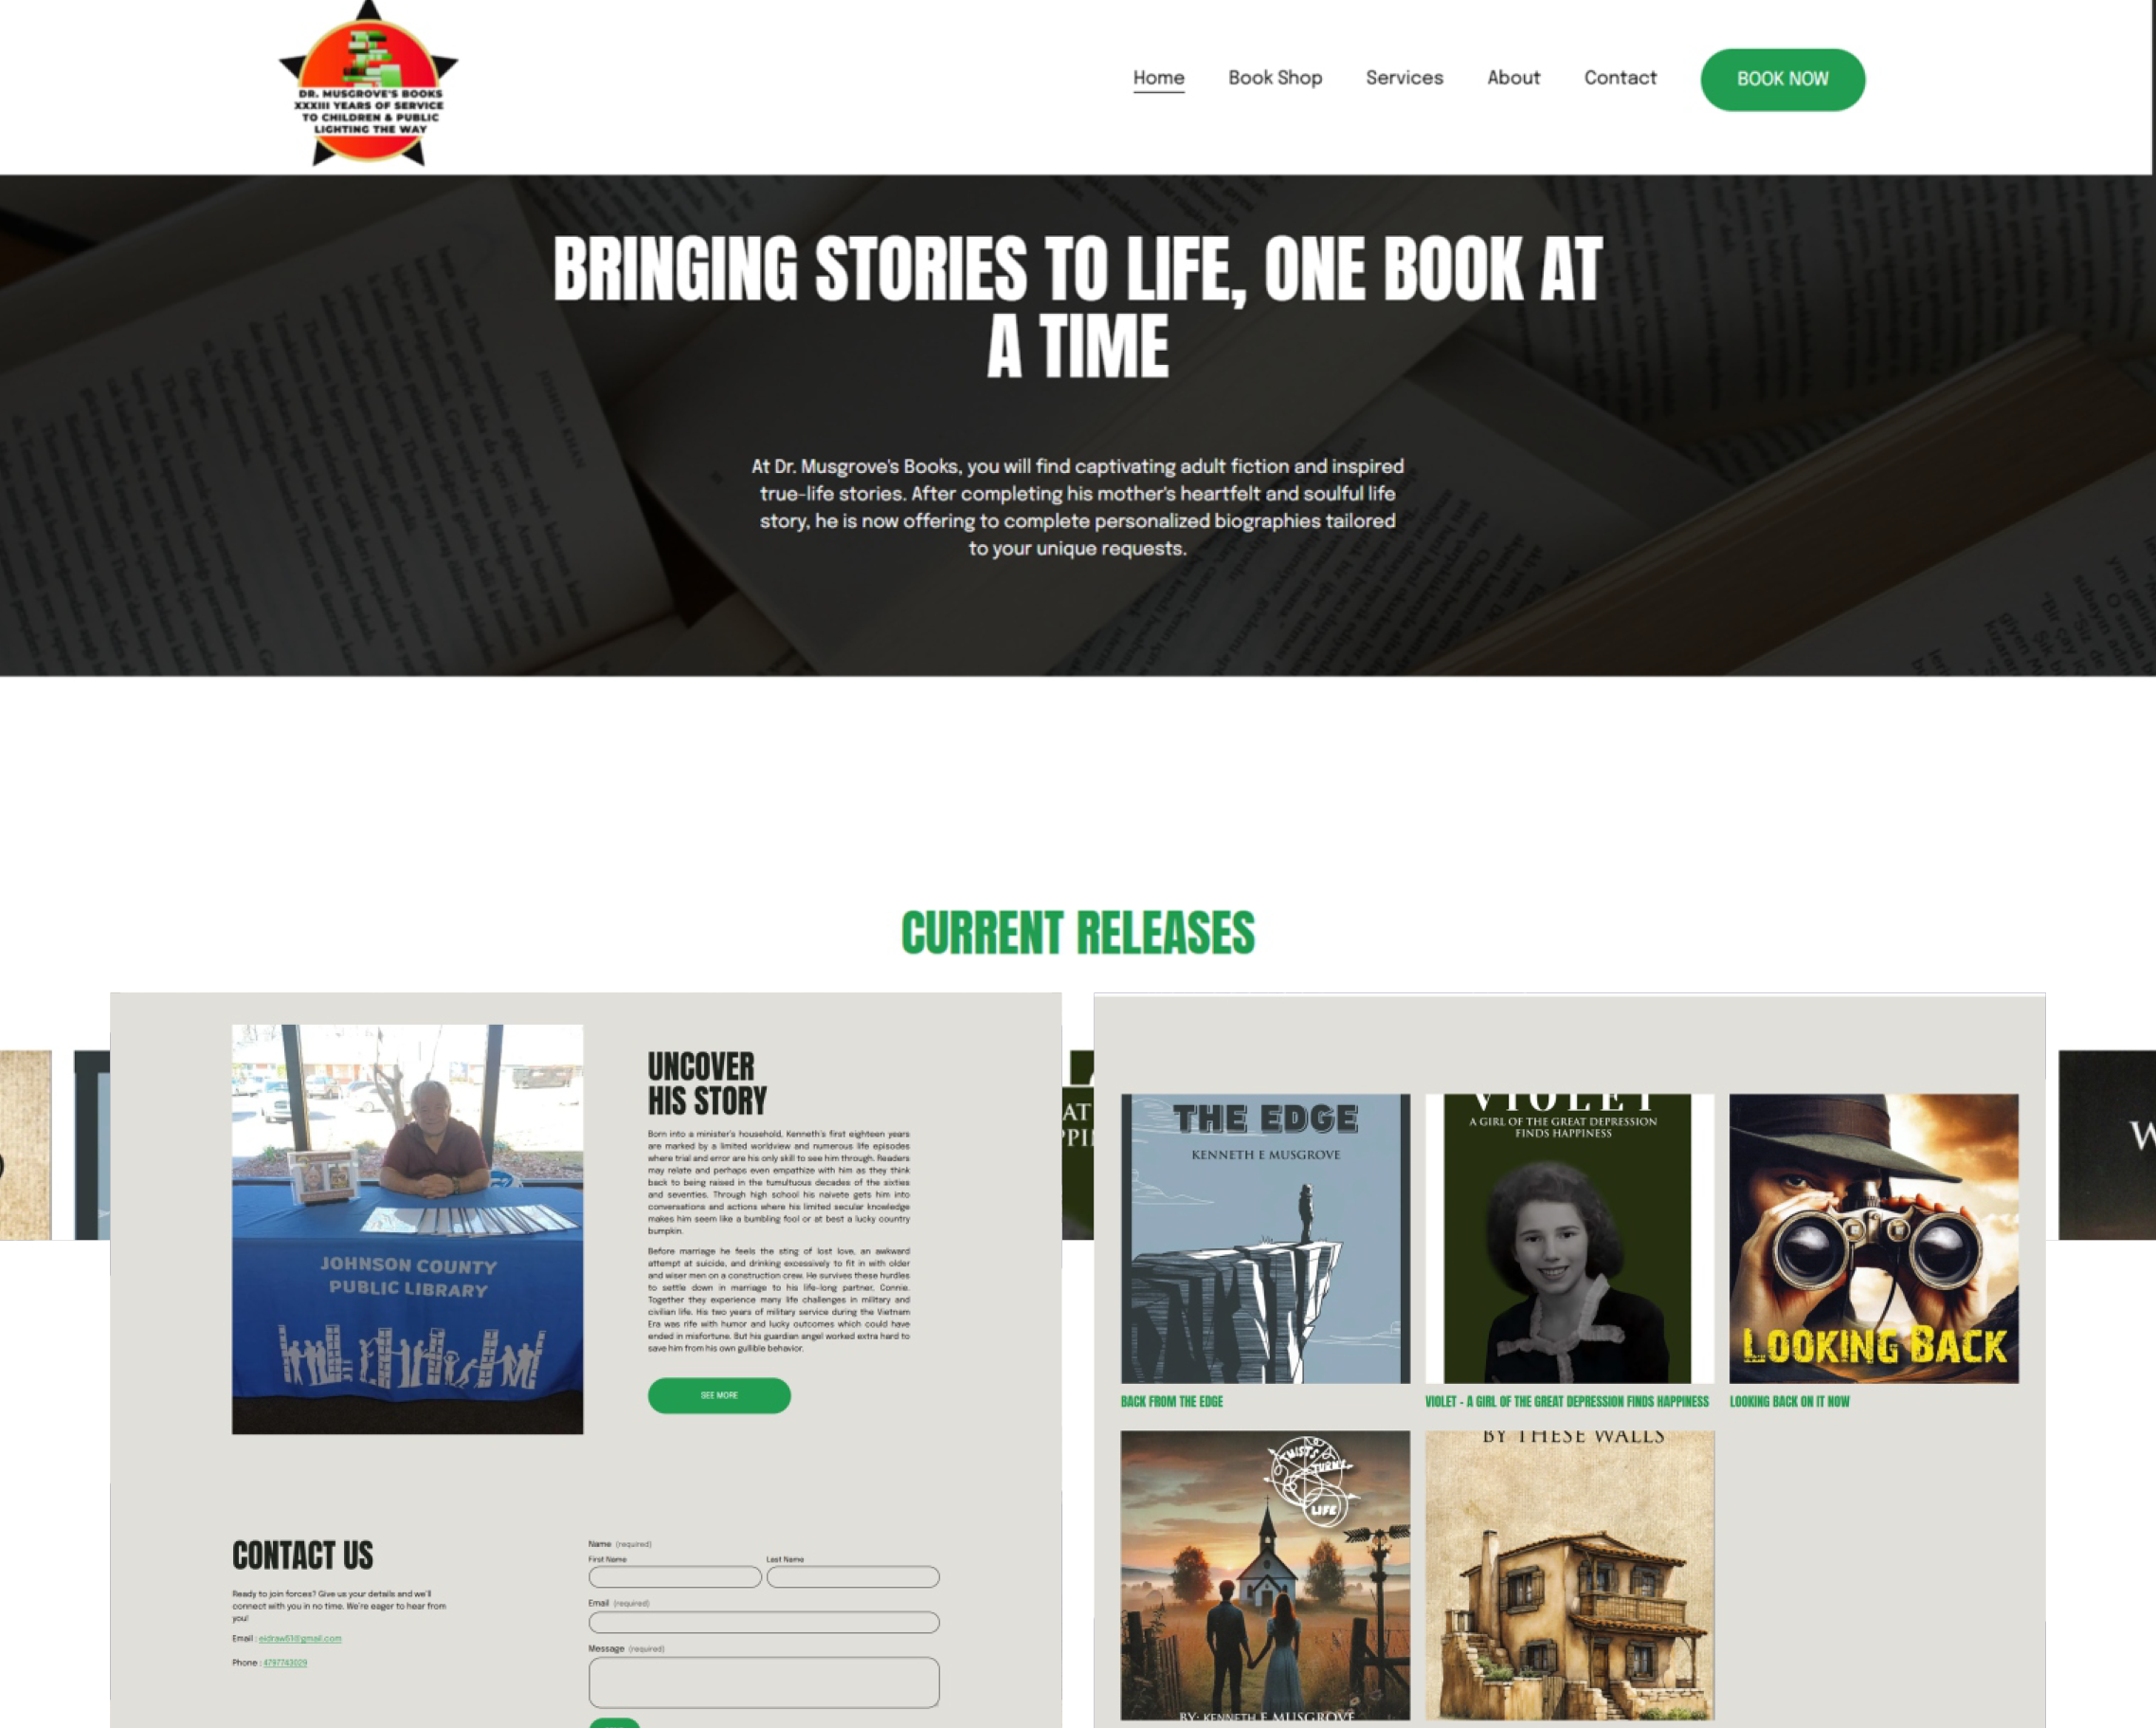 DR. MUSGROVE'S BOOKS
XXXIII YEARS OF SERVICE
TO CHILDREN & PUBLIC
LIGHTING THE WAY
Home
Book Shop
Services
About
Contact
BOOK NOW
BRINGING STORIES TO LIFE, ONE BOOK AT
A TIME
At Dr. Musgrove's Books, you will find captivating adult fiction and inspired
true-life stories. After completing his mother's heartfelt and soulful life
story, he is now offering to complete personalized biographies tailored
to your unique requests.
CURRENT RELEASES
UNCOVER
HIS STORY
Born into a minister's household, Kenneth's first eighteen years
are marked by a limited worldview and numerous life episodes
where trial and error are his only skill to see him through. Readers
may relate and perhaps even empathize with him as they think
back to being raised in the tumultuous decades of the sixties
and seventies. Through high school his naivete gets him into
conversations and actions where his limited secular knowledge
makes him seem like a bumbling fool or at best a lucky country
bumpkin.
Before marriage he feels the sting of lost love, an awkward
attempt at suicide, and drinking excessively to fit in with older
and wiser men on a construction crew. He survives these hurdles
to settle down in marriage to his life-long partner, Connie.
Together they experience many life challenges in military and
civilian life. His two years of military service during the Vietnam
Era was rife with humor and lucky outcomes which could have
ended in misfortune. But his guardian angel worked extra hard to
save him from his own gullible behavior.
SEE MORE
JOHNSON COUNTY
PUBLIC LIBRARY
CONTACT US
Ready to join forces? Give us your details and we'll
connect with you in no time. We're eager to hear from
you!
Email : eidraw51@gmail.com
Phone : 4797743029
Name (required)
First Name
Last Name
Email (required)
Message (required)
THE EDGE
KENNETH E MUSGROVE
VIOLET
A GIRL OF THE GREAT DEPRESSION
FINDS HAPPINESS
LOOKING BACK
BACK FROM THE EDGE
VIOLET - A GIRL OF THE GREAT DEPRESSION FINDS HAPPINESS
LOOKING BACK ON IT NOW
TWISTS
TURNS
LIFE
BY: KENNETH E MUSGROVE
BY THESE WALLS